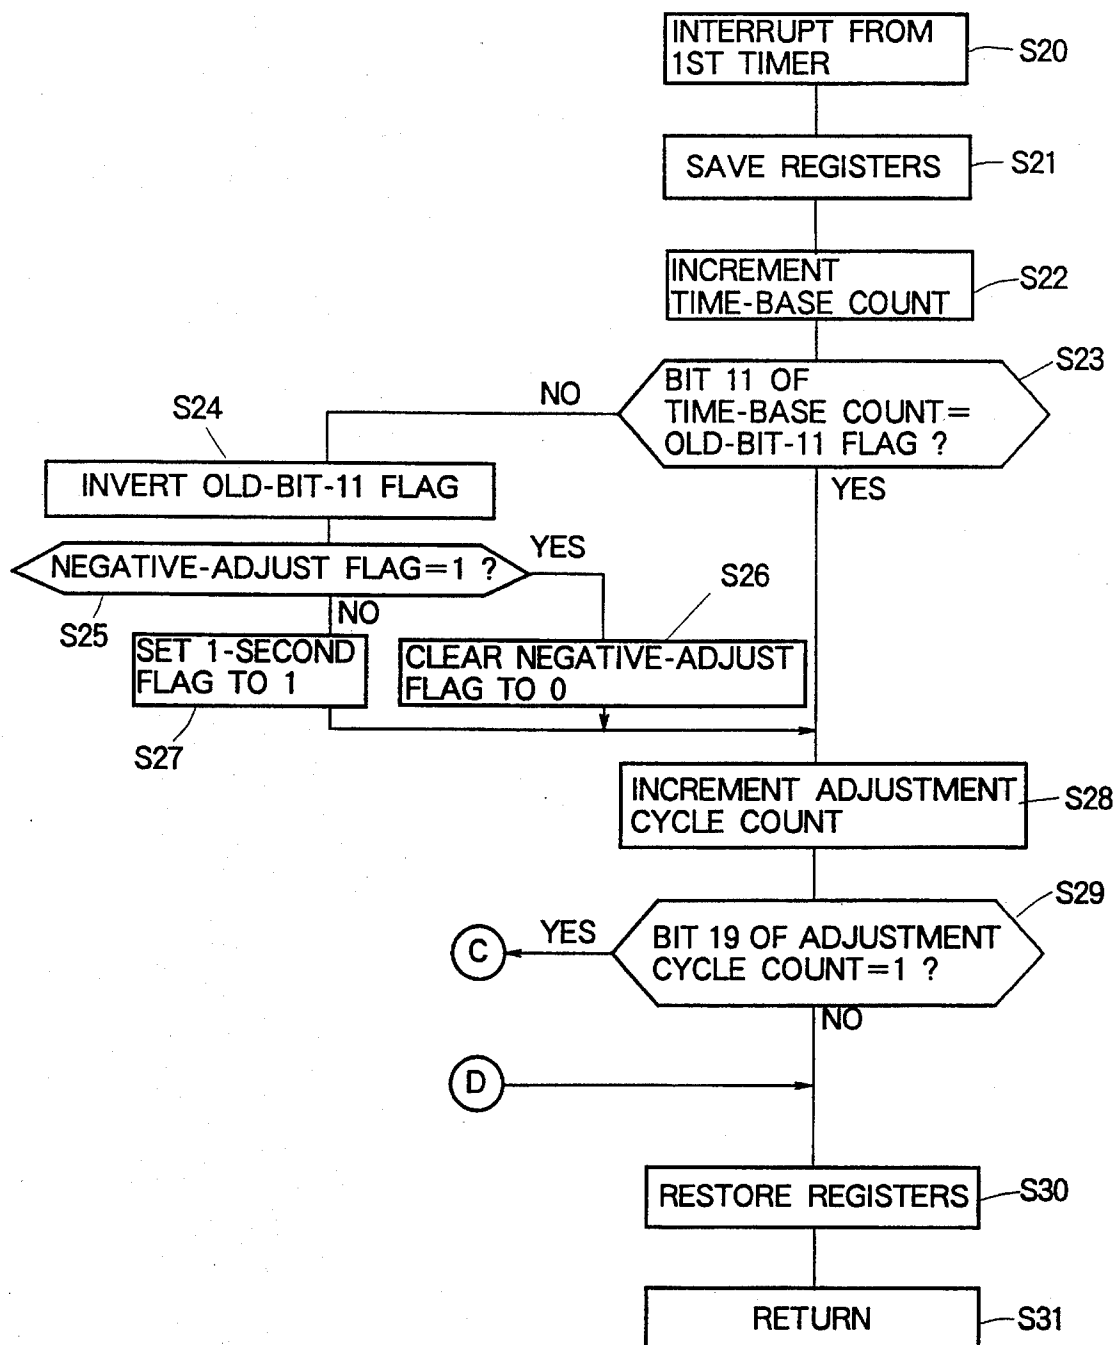 INTERRUPT FROM
1ST TIMER
S20
SAVE REGISTERS
S21
INCREMENT
TIME-BASE COUNT
S22
S23
BIT 11 OF
TIME-BASE COUNT=
OLD-BIT-11 FLAG ?
NO
YES
S24
INVERT OLD-BIT-11 FLAG
NEGATIVE-ADJUST FLAG=1 ?
YES
S25
NO
S26
SET 1-SECOND
FLAG TO 1
CLEAR NEGATIVE-ADJUST
FLAG TO 0
S27
INCREMENT ADJUSTMENT
CYCLE COUNT
S28
S29
C
YES
BIT 19 OF ADJUSTMENT
CYCLE COUNT=1 ?
NO
D
RESTORE REGISTERS
S30
RETURN
S31